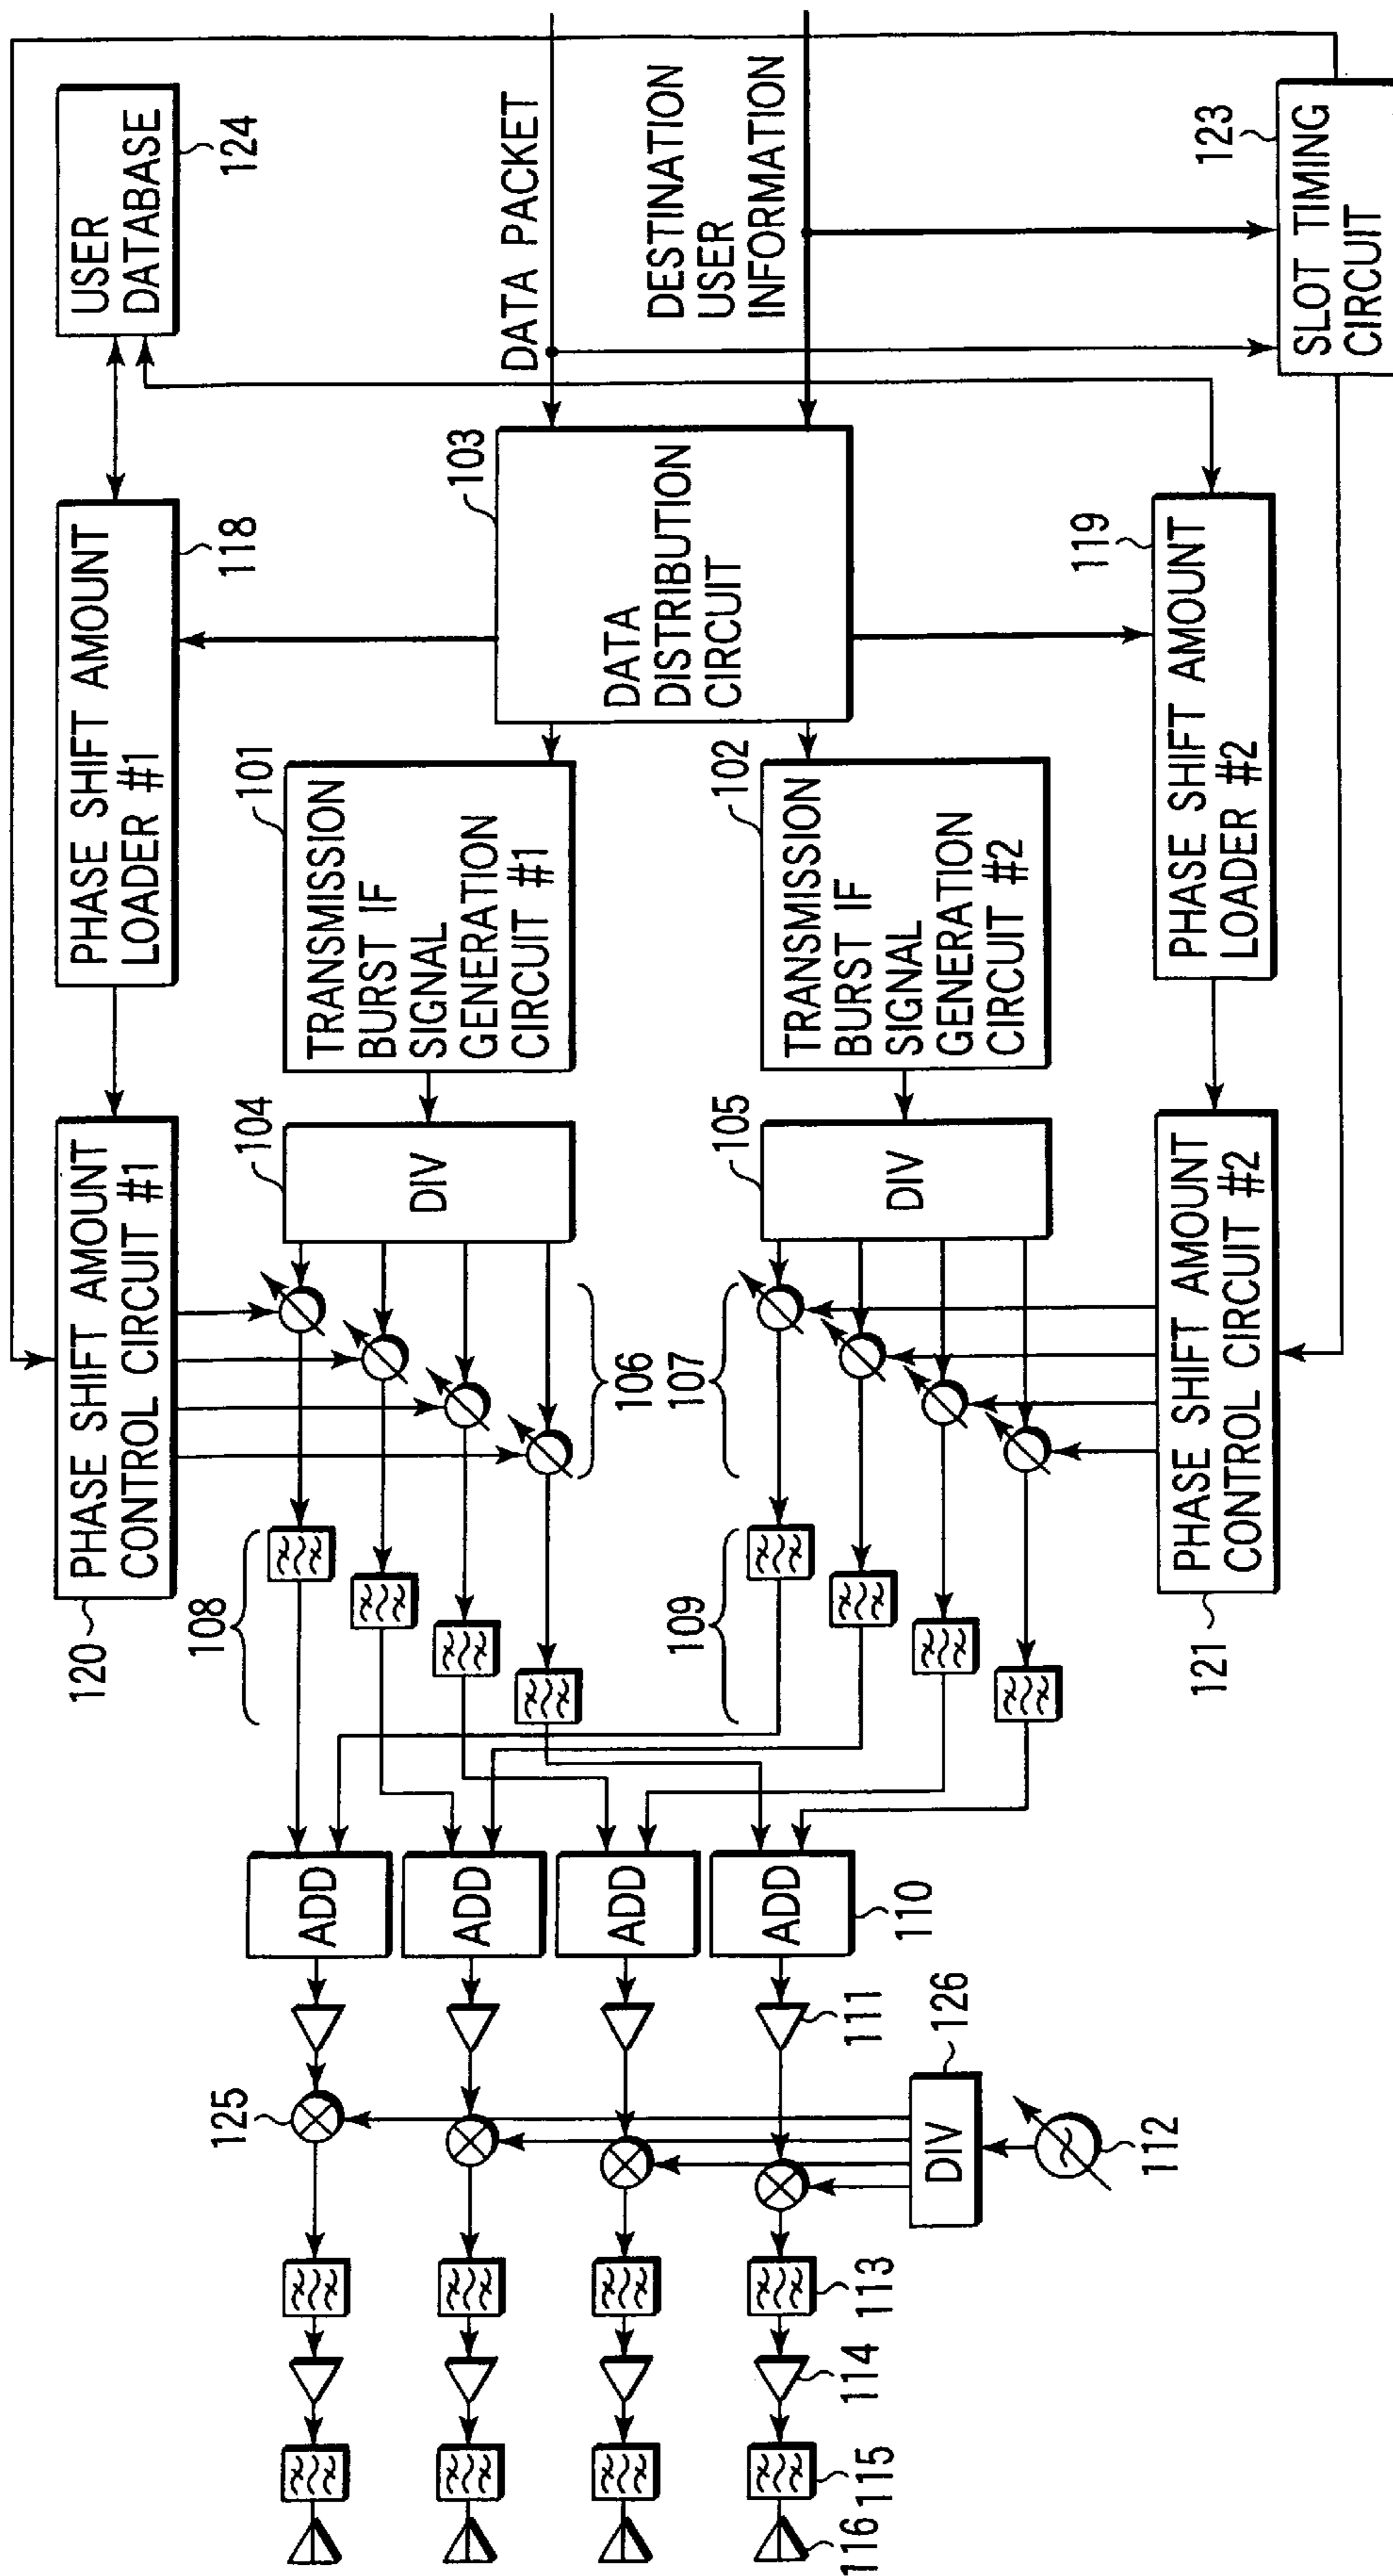 USER
DATABASE
124
DATA PACKET
DESTINATION
USER
INFORMATION
123
SLOT TIMING
CIRCUIT
PHASE SHIFT AMOUNT
LOADER #1
118
103
DATA
DISTRIBUTION
CIRCUIT
119
PHASE SHIFT AMOUNT
LOADER #2
101
TRANSMISSION
BURST IF
SIGNAL
GENERATION
CIRCUIT #1
102
TRANSMISSION
BURST IF
SIGNAL
GENERATION
CIRCUIT #2
PHASE SHIFT AMOUNT
CONTROL CIRCUIT #1
120
104
DIV
105
DIV
PHASE SHIFT AMOUNT
CONTROL CIRCUIT #2
121
106
107
108
109
ADD
ADD
ADD
ADD
110
111
125
126
DIV
112
113
114
115
116